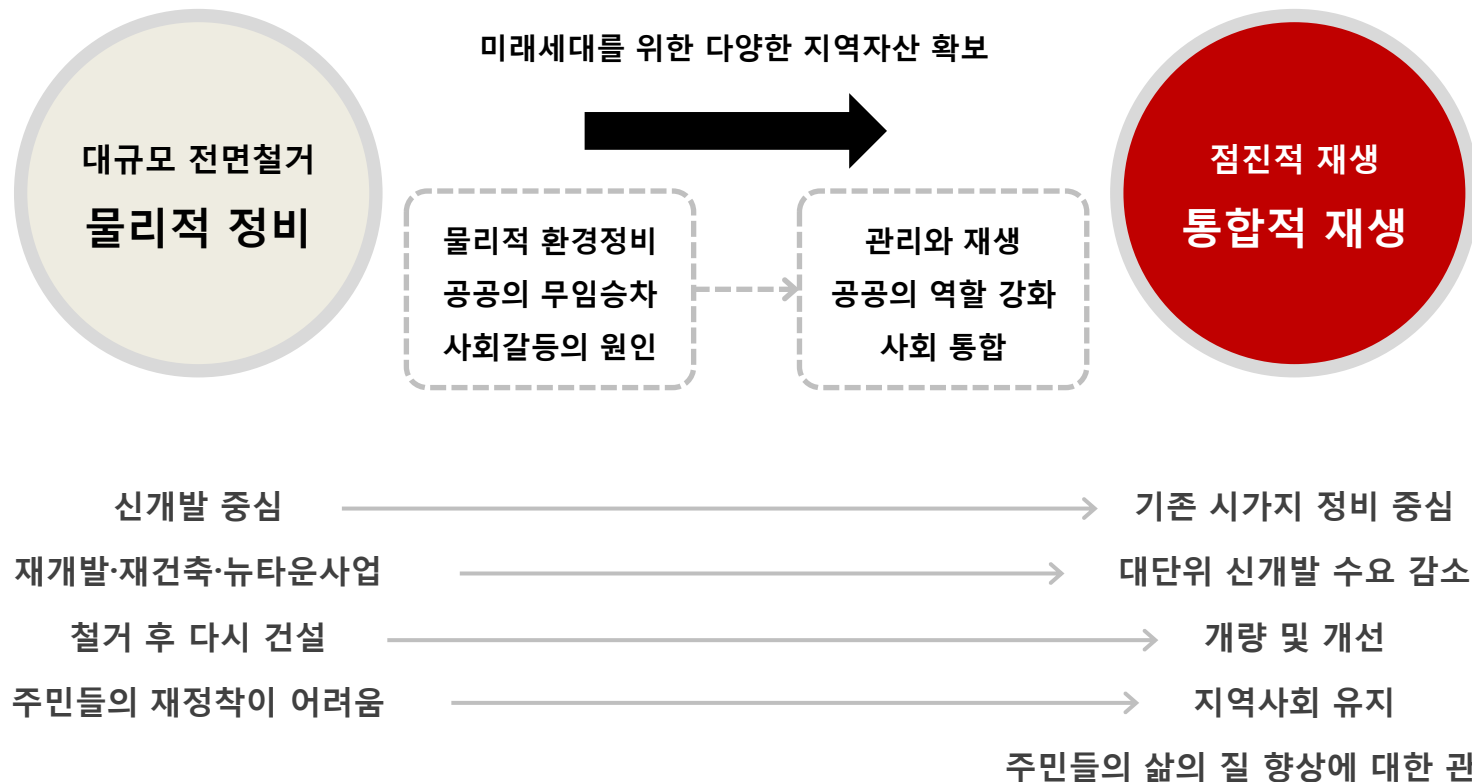 미래세대를 위한 다양한 지역자산 확보
대규모 전면철거
물리적 정비
물리적 환경정비
공공의 무임승차
사회갈등의 원인
관리와 재생
공공의 역할 강화
사회 통합
점진적 재생
통합적 재생
신개발 중심
기존 시가지 정비 중심
재개발·재건축·뉴타운사업
대단위 신개발 수요 감소
철거 후 다시 건설
개량 및 개선
주민들의 재정착이 어려움
지역사회 유지
주민들의 삶의 질 향상에 대한